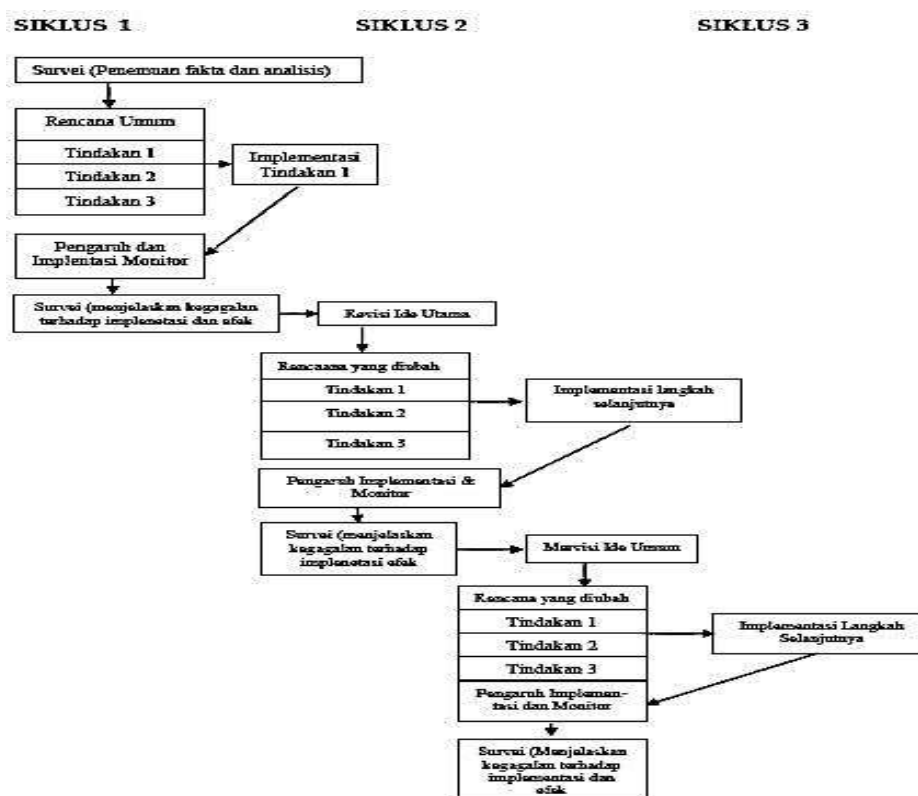 SIKLUS 1
SIKLUS 2
SIKLUS 3
Survei (Penemuan fakta dan analisis)
Rencana Umum
Tindakan 1
Tindakan 2
Tindakan 3
Implementasi
Tindakan 1
Pengaruh dan
Implentasi Monitor
Survei (menjelaskan kegagalan
terhadap implenetasi dan efek
Revisi Ide Utama
Rencaana yang diubah
Tindakan 1
Tindakan 2
Tindakan 3
Implementasi langkah
selanjutnya
Pengaruh Implementasi &
Monitor
Survei (menjelaskan
kegagalan terhadap
implenetasi efek
Mervisi Ide Umum
Rencana yang diubah
Tindakan 1
Tindakan 2
Tindakan 3
Implementasi Langkah
Selanjutnya
Pengaruh Implemen-
tasi dan Monitor
Survei (Menjelaskan
kegagalan terhadap
implementasi dan
efek